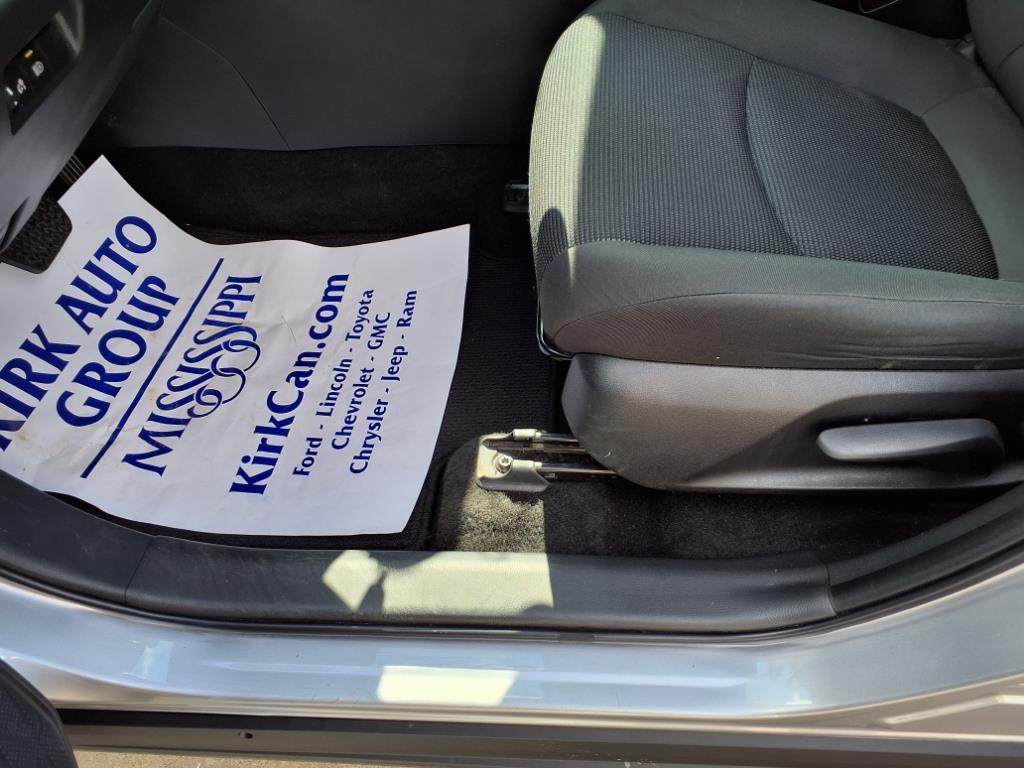 KIRK AUTO
GROUP
MISSISSIPPI
KirkCan.com
Ford - Lincoln - Toyota
Chevrolet - GMC
Chrysler - Jeep - Ram